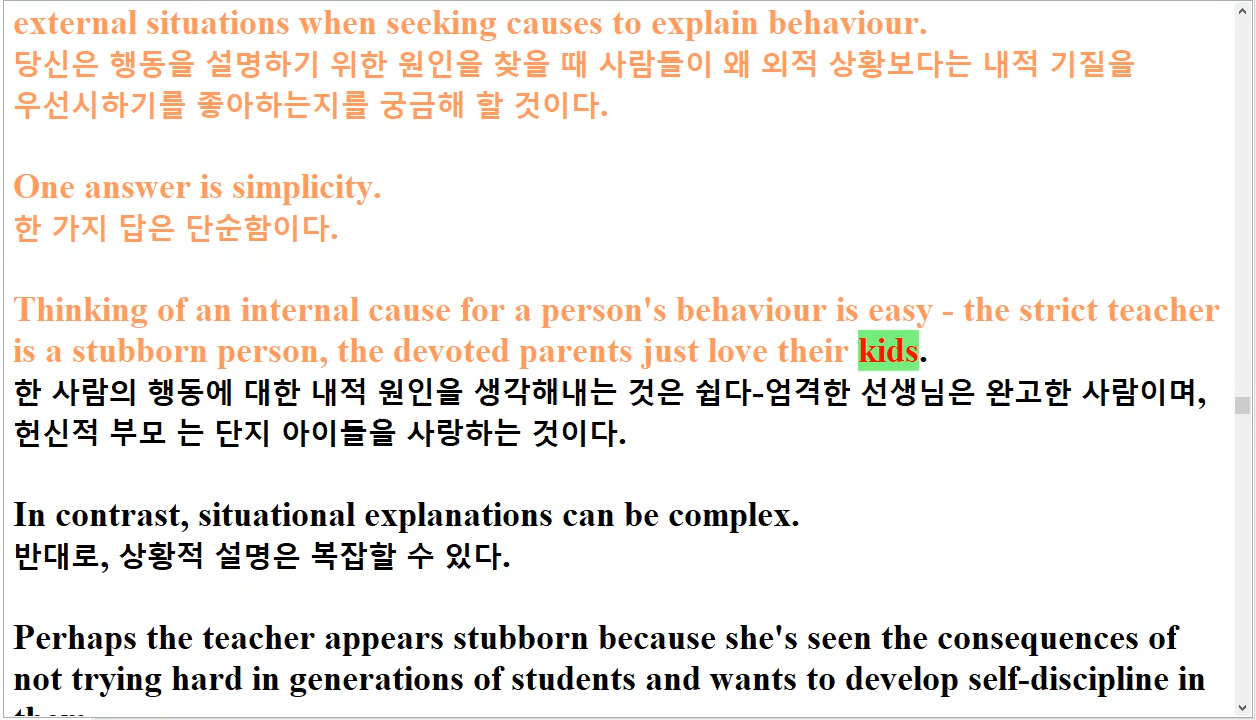 external situations when seeking causes to explain behaviour.
당신은 행동을 설명하기 위한 원인을 찾을 때 사람들이 왜 외적 상황보다는 내적 기질을
우선시하기를 좋아하는지를 궁금해 할 것이다.
One answer is simplicity.
한 가지 답은 단순함이다.
Thinking of an internal cause for a person's behaviour is easy - the strict teacher
is a stubborn person, the devoted parents just love their kids.
한 사람의 행동에 대한 내적 원인을 생각해내는 것은 쉽다-엄격한 선생님은 완고한 사람이며,
헌신적 부모 는 단지 아이들을 사랑하는 것이다.
In contrast, situational explanations can be complex.
반대로, 상황적 설명은 복잡할 수 있다.
Perhaps the teacher appears stubborn because she's seen the consequences of
not trying hard in generations of students and wants to develop self-discipline in